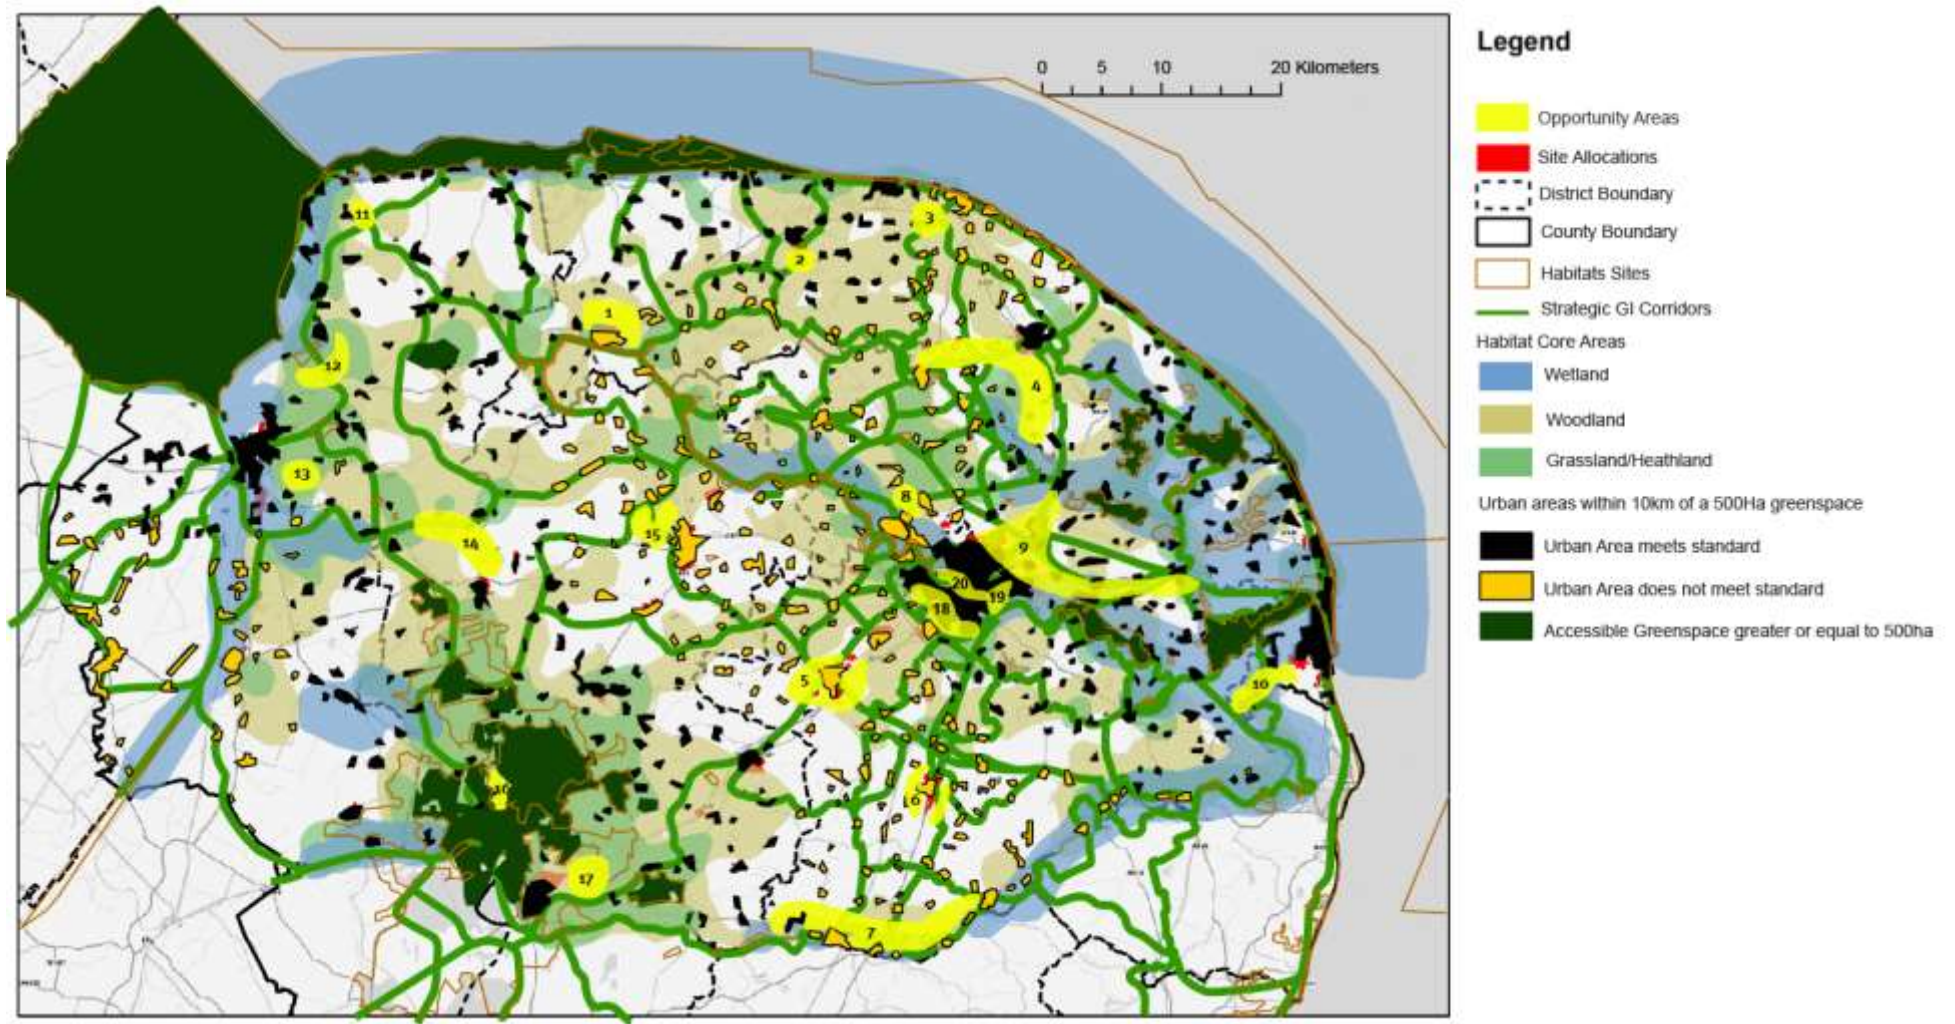 0 5 10 20 Kilometers
Legend
Opportunity Areas
Site Allocations
District Boundary
County Boundary
Habitats Sites
Strategic GI Corridors
Habitat Core Areas
Wetland
Woodland
Grassland/Heathland
Urban areas within 10km of a 500Ha greenspace
Urban Area meets standard
Urban Area does not meet standard
Accessible Greenspace greater or equal to 500ha
11
3
2
1
12
4
13
8
14
15
9
20
19
18
5
10
16
6
17
7